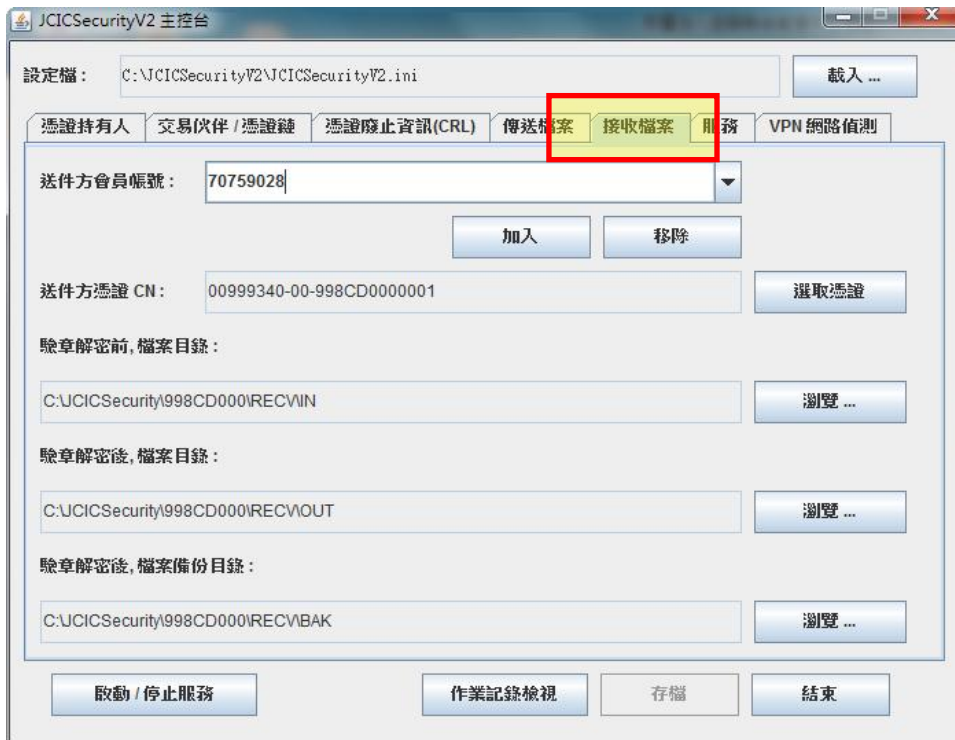 JCICSecurityV2 主控台
設定檔： C:\JCICSecurityV2\JCICSecurityV2.ini 載入 ...
憑證持有人 交易伙伴 / 憑證鏈 憑證廢止資訊(CRL) 傳送檔案 接收檔案 服務 VPN 網路偵測
送件方會員帳號： 70759028
加入 移除
送件方憑證 CN： 00999340-00-998CD0000001 選取憑證
驗章解密前, 檔案目錄：
C:\JCICSecurity\998CD000\RECV\IN 瀏覽 ...
驗章解密後, 檔案目錄：
C:\JCICSecurity\998CD000\RECV\OUT 瀏覽 ...
驗章解密後, 檔案備份目錄：
C:\JCICSecurity\998CD000\RECV\BAK 瀏覽 ...
啟動 / 停止服務 作業記錄檢視 存檔 結束